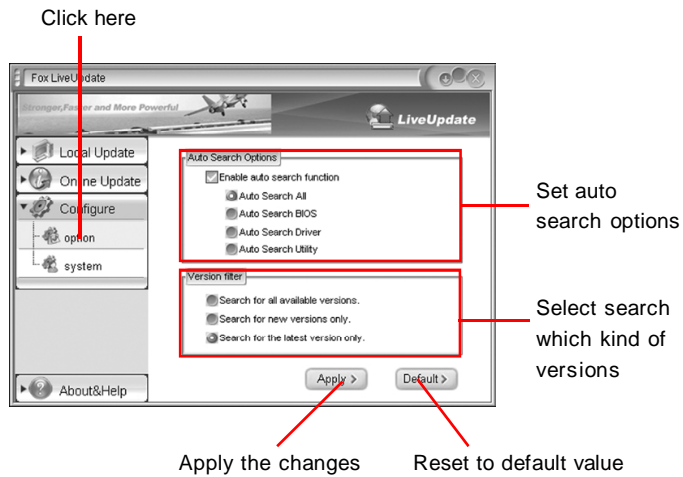 Click here
Fox LiveUpdate
Stronger,Faster and More Powerful
LiveUpdate
Local Update
Online Update
Configure
option
system
About&Help
Auto Search Options
Enable auto search function
Auto Search All
Auto Search BIOS
Auto Search Driver
Auto Search Utility
Version filter
Search for all available versions.
Search for new versions only.
Search for the latest version only.
Apply >
Default >
Set auto
search options
Select search
which kind of
versions
Apply the changes
Reset to default value